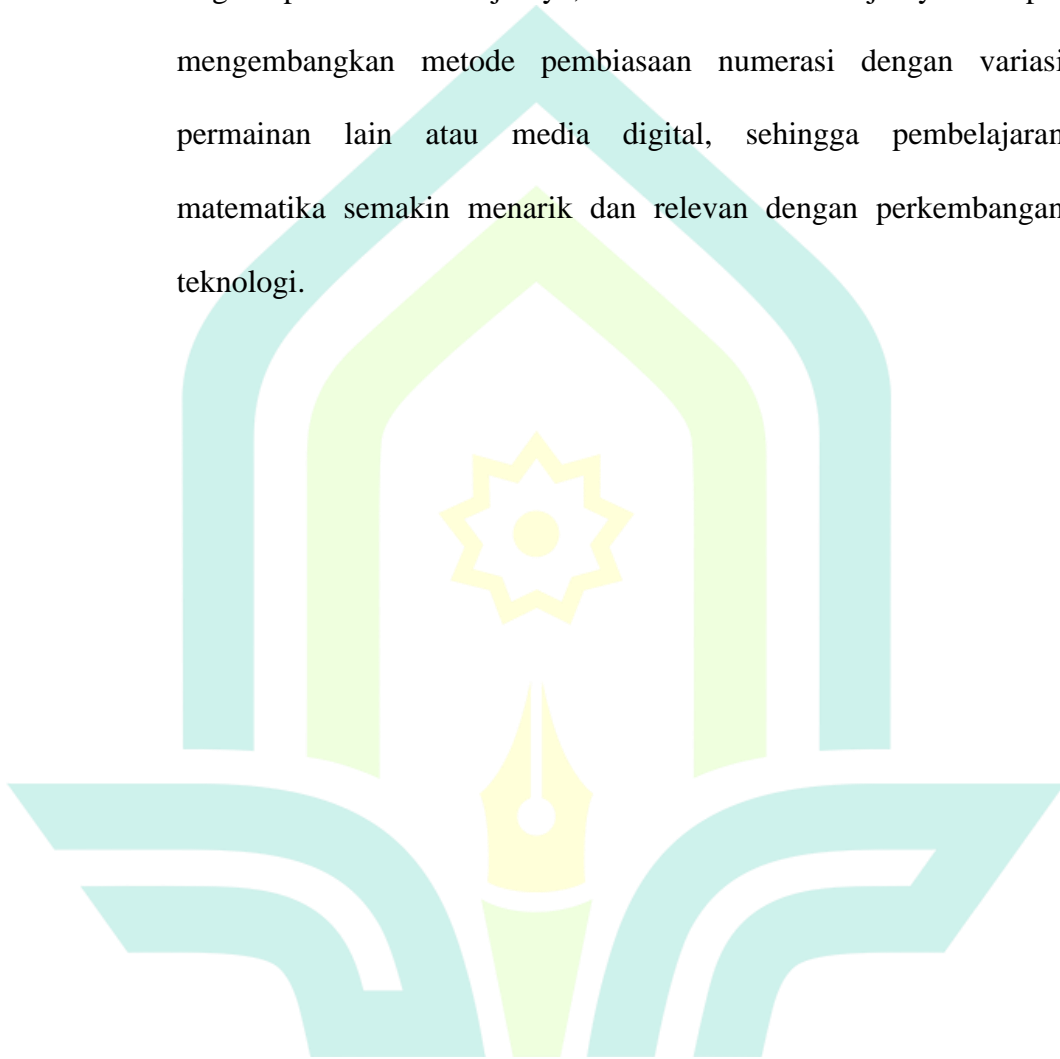 mengembangkan metode pembiasaan numerasi dengan variasi
permainan lain atau media digital, sehingga pembelajaran
matematika semakin menarik dan relevan dengan perkembangan
teknologi.